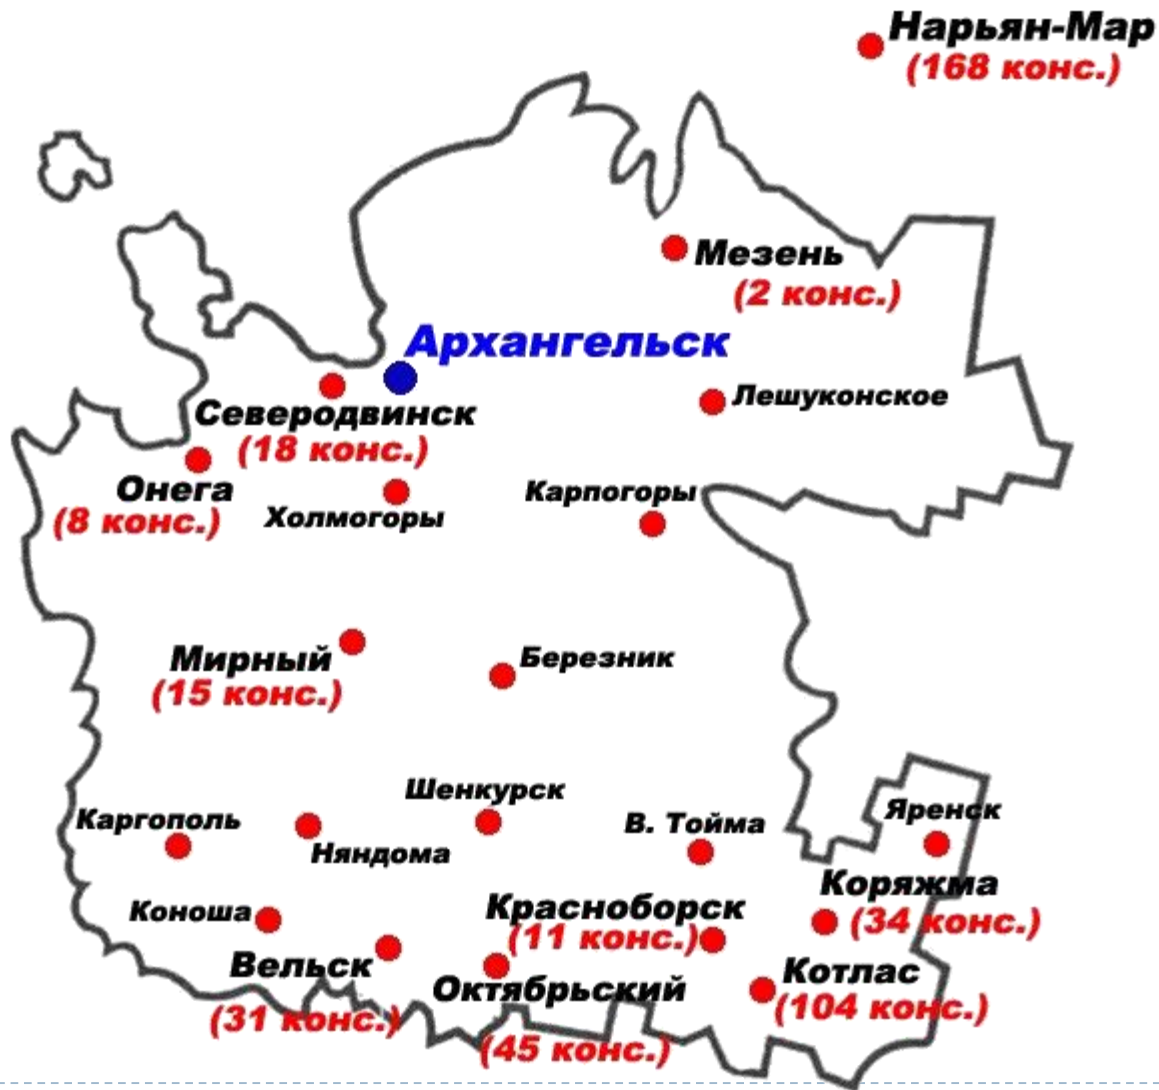 Нарьян-Мар
(168 конс.)
Мезень
(2 конс.)
Архангельск
Лешуконское
Северодвинск
(18 конс.)
Онега
(8 конс.)
Холмогоры
Карпогоры
Мирный
(15 конс.)
Березник
Шенкурск
Каргополь
Няндома
В. Тойма
Яренск
Коряжма
(34 конс.)
Коноша
Красноборск
(11 конс.)
Вельск
(31 конс.)
Октябрьский
(45 конс.)
Котлас
(104 конс.)